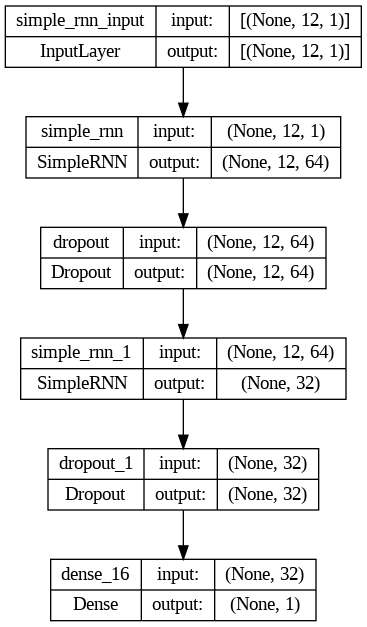 simple_rnn_input input: [(None, 12, 1)]
InputLayer output: [(None, 12, 1)]
simple_rnn input: (None, 12, 1)
SimpleRNN output: (None, 12, 64)
dropout input: (None, 12, 64)
Dropout output: (None, 12, 64)
simple_rnn_1 input: (None, 12, 64)
SimpleRNN output: (None, 32)
dropout_1 input: (None, 32)
Dropout output: (None, 32)
dense_16 input: (None, 32)
Dense output: (None, 1)